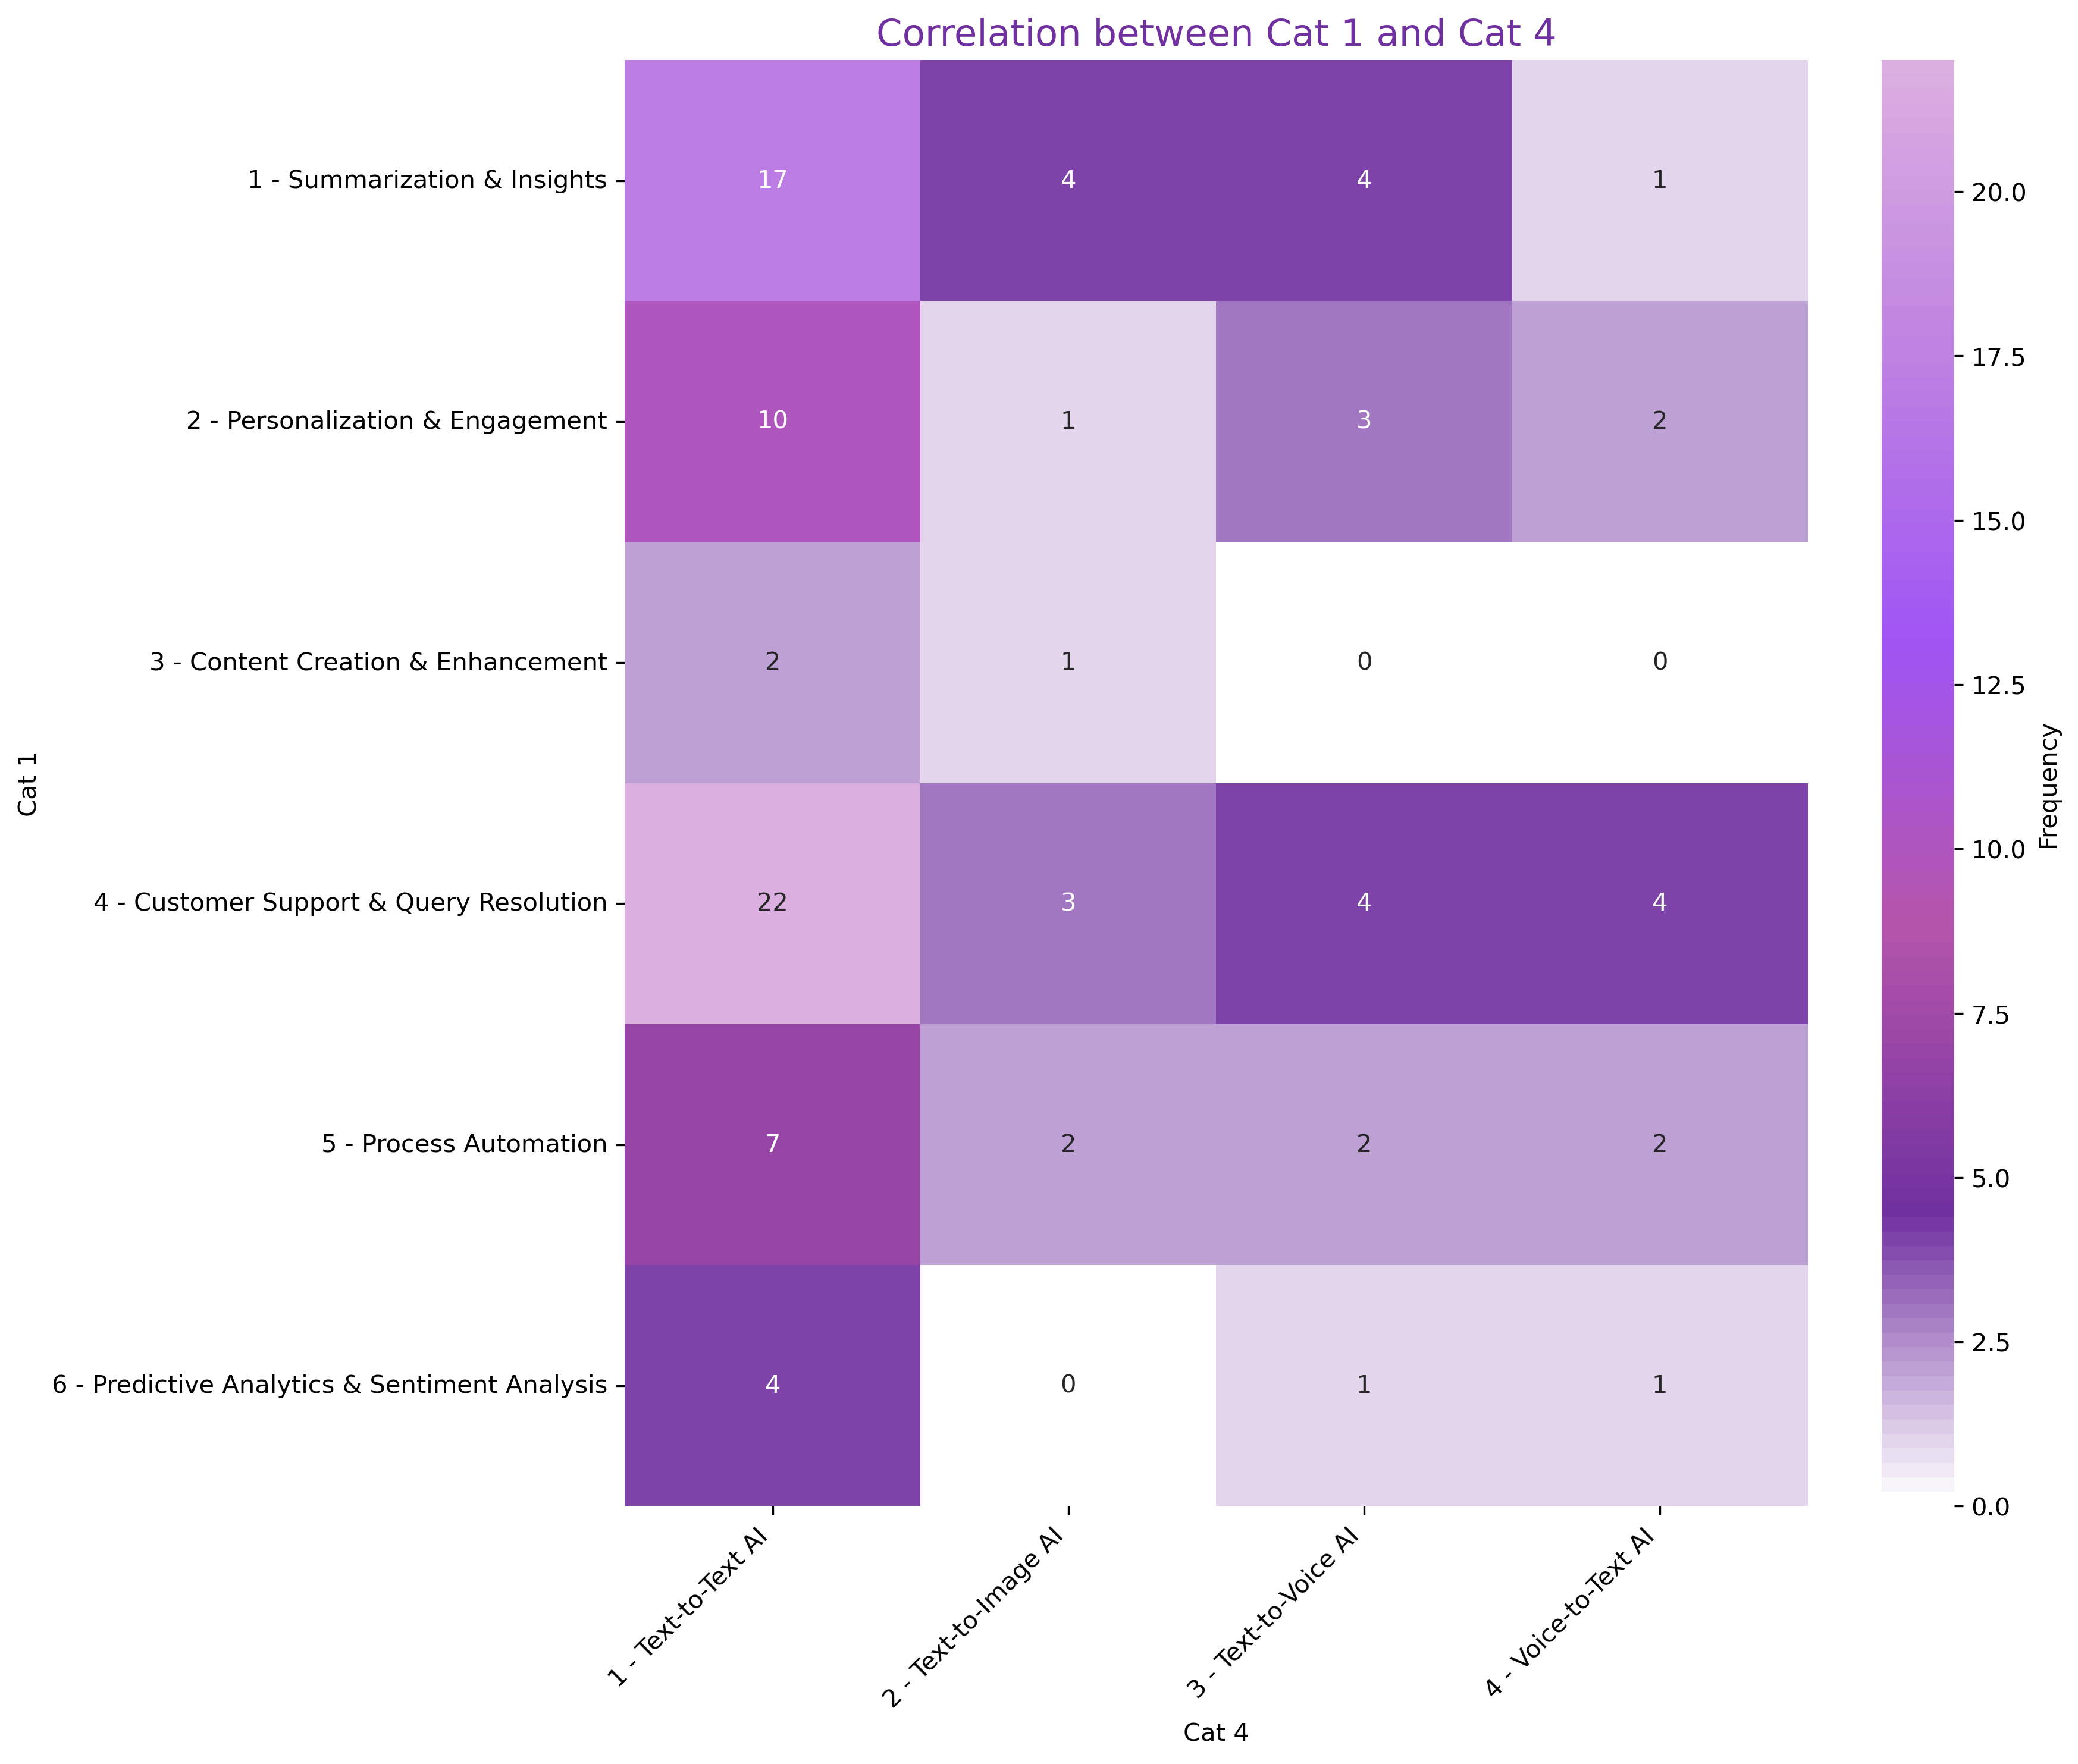 Correlation between Cat 1 and Cat 4
Cat 1
1 - Summarization & Insights
17 4 4 1
2 - Personalization & Engagement
10 1 3 2
3 - Content Creation & Enhancement
2 1 0 0
4 - Customer Support & Query Resolution
22 3 4 4
5 - Process Automation
7 2 2 2
6 - Predictive Analytics & Sentiment Analysis
4 0 1 1
1 - Text-to-Text AI
2 - Text-to-Image AI
3 - Text-to-Voice AI
4 - Voice-to-Text AI
Cat 4
20.0
17.5
15.0
12.5
10.0
7.5
5.0
2.5
0.0
Frequency